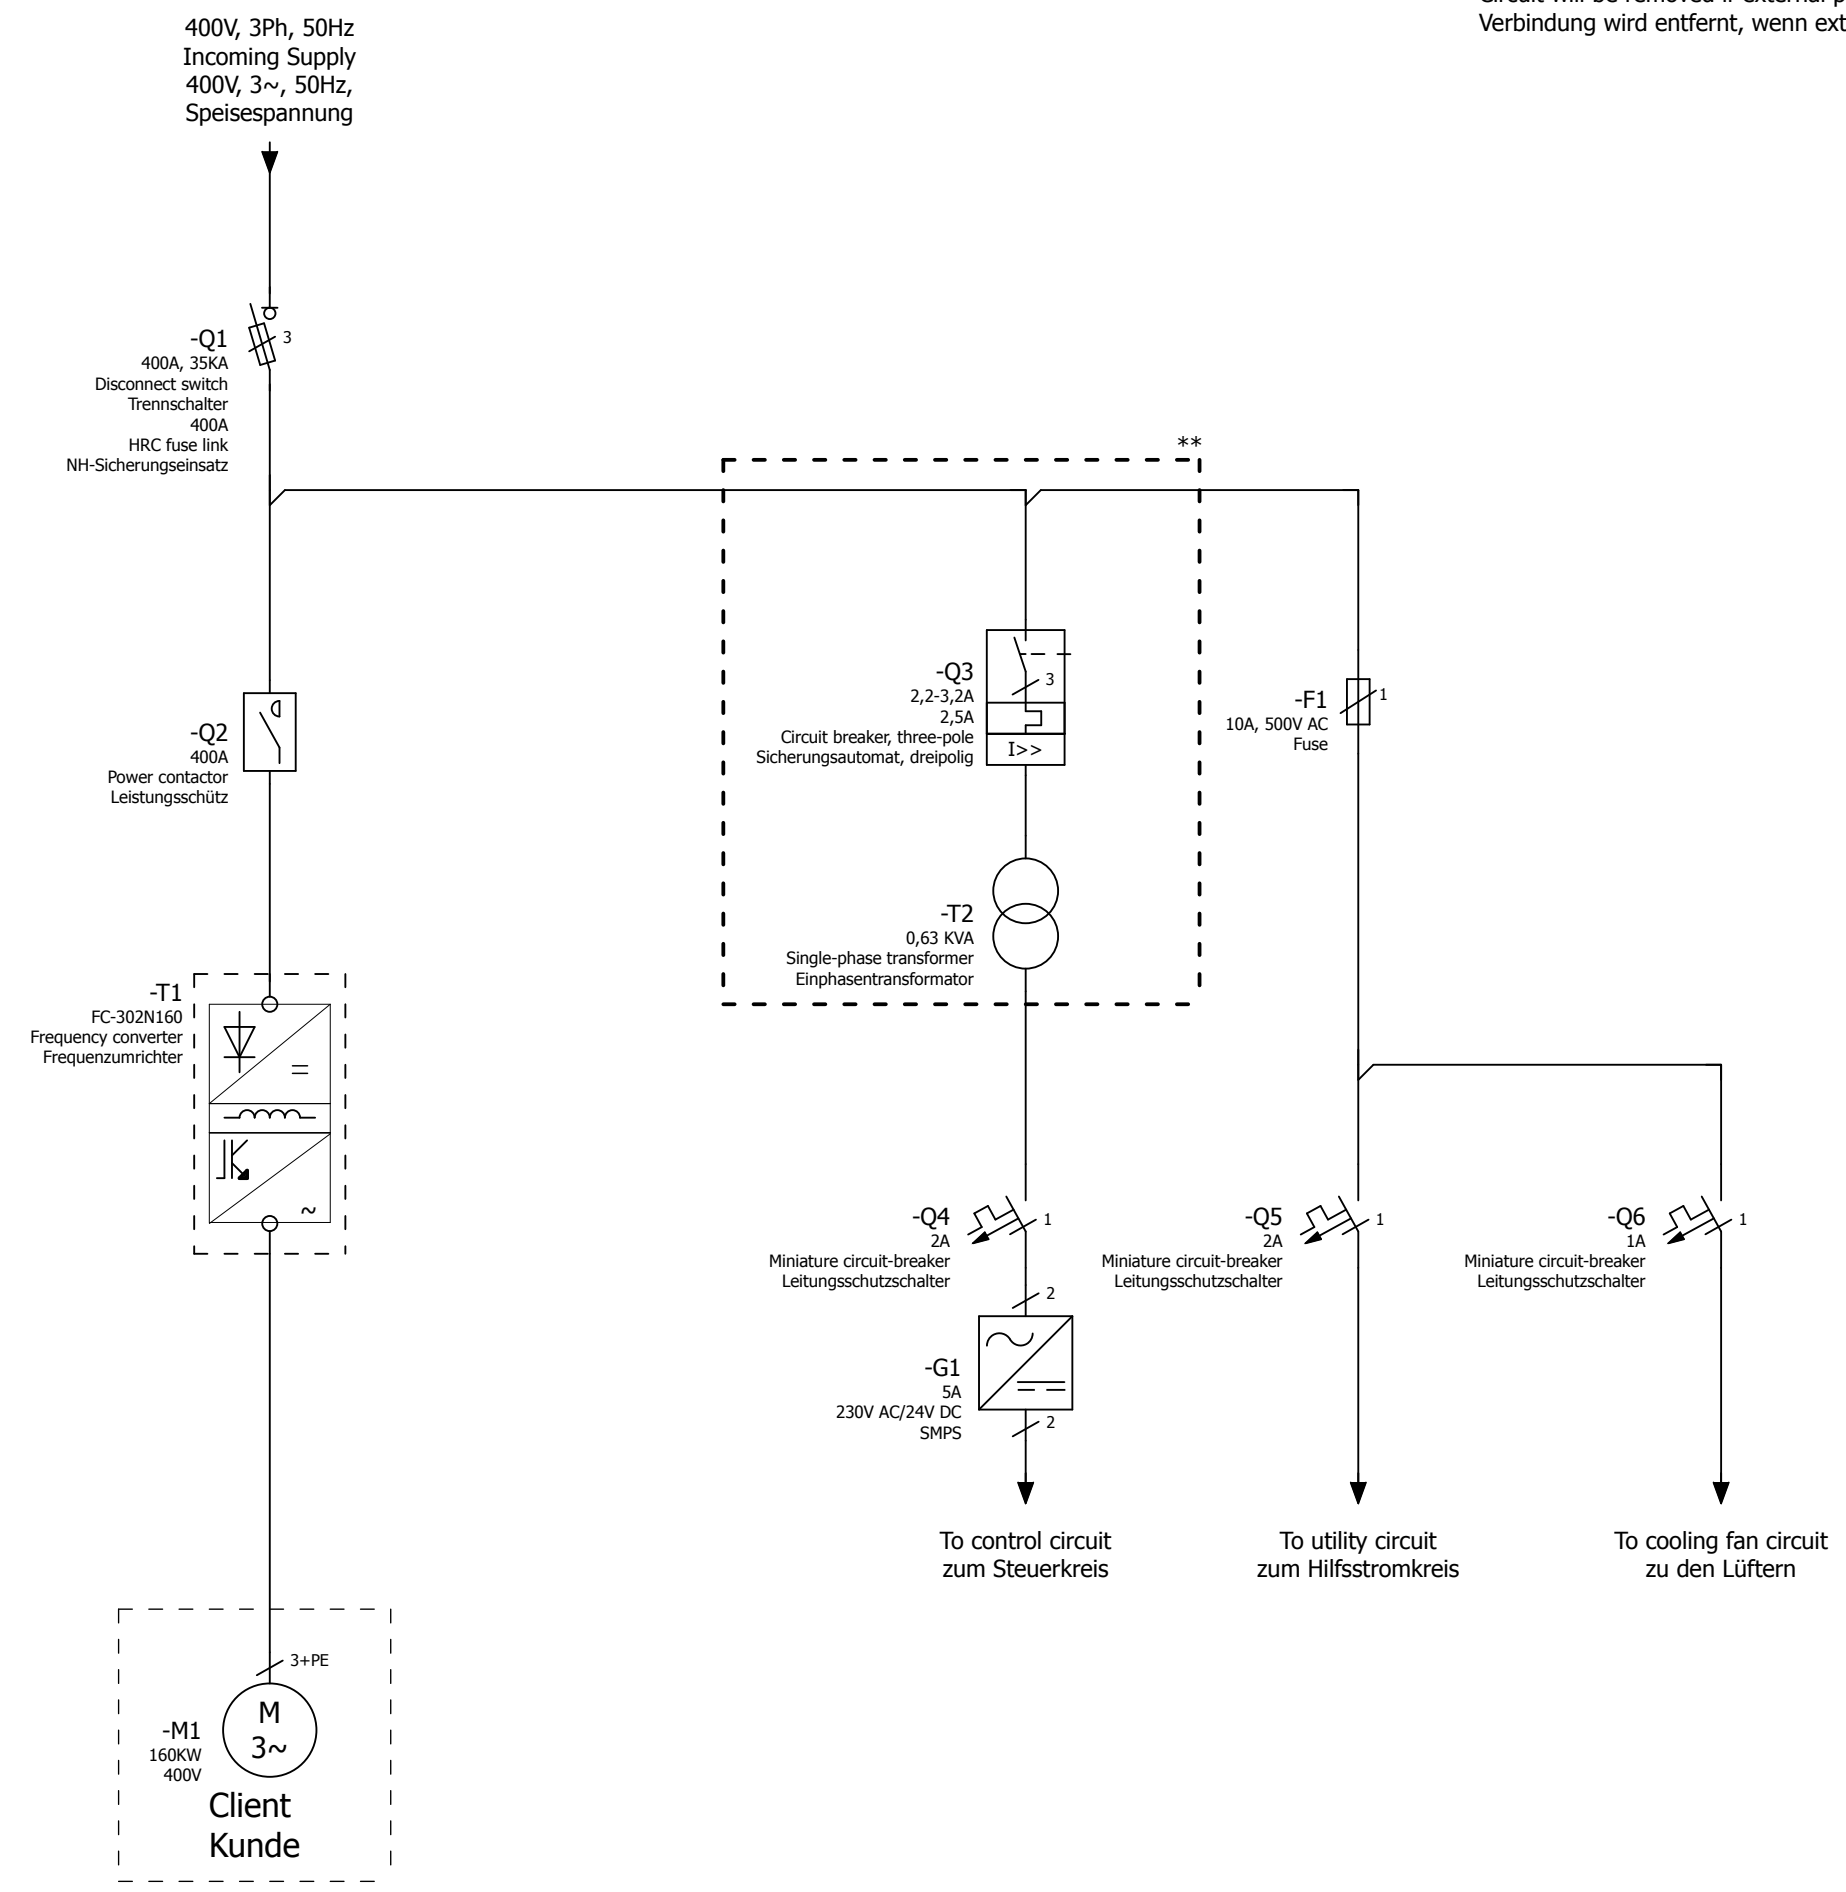 Verbindung wird entfernt, wenn ext
400V, 3Ph, 50Hz
Incoming Supply
400V, 3~, 50Hz,
Speisespannung
-Q1
3
400A, 35KA
Disconnect switch
Trennschalter
400A
HRC fuse link
NH-Sicherungseinsatz
**
-Q2
400A
Power contactor
Leistungsschütz
-Q3
3
2,2-3,2A
2,5A
Circuit breaker, three-pole
Sicherungsautomat, dreipolig
I>>
-F1
1
10A, 500V AC
Fuse
-T2
0,63 KVA
Single-phase transformer
Einphasentransformator
-T1
FC-302N160
Frequency converter
Frequenzumrichter
=
~
-Q4
1
2A
Miniature circuit-breaker
Leitungsschutzschalter
-Q5
1
2A
Miniature circuit-breaker
Leitungsschutzschalter
-Q6
1
1A
Miniature circuit-breaker
Leitungsschutzschalter
2
-G1
5A
230V AC/24V DC
SMPS
2
To control circuit
zum Steuerkreis
To utility circuit
zum Hilfsstromkreis
To cooling fan circuit
zu den Lüftern
3+PE
M
3~
-M1
160KW
400V
Client
Kunde